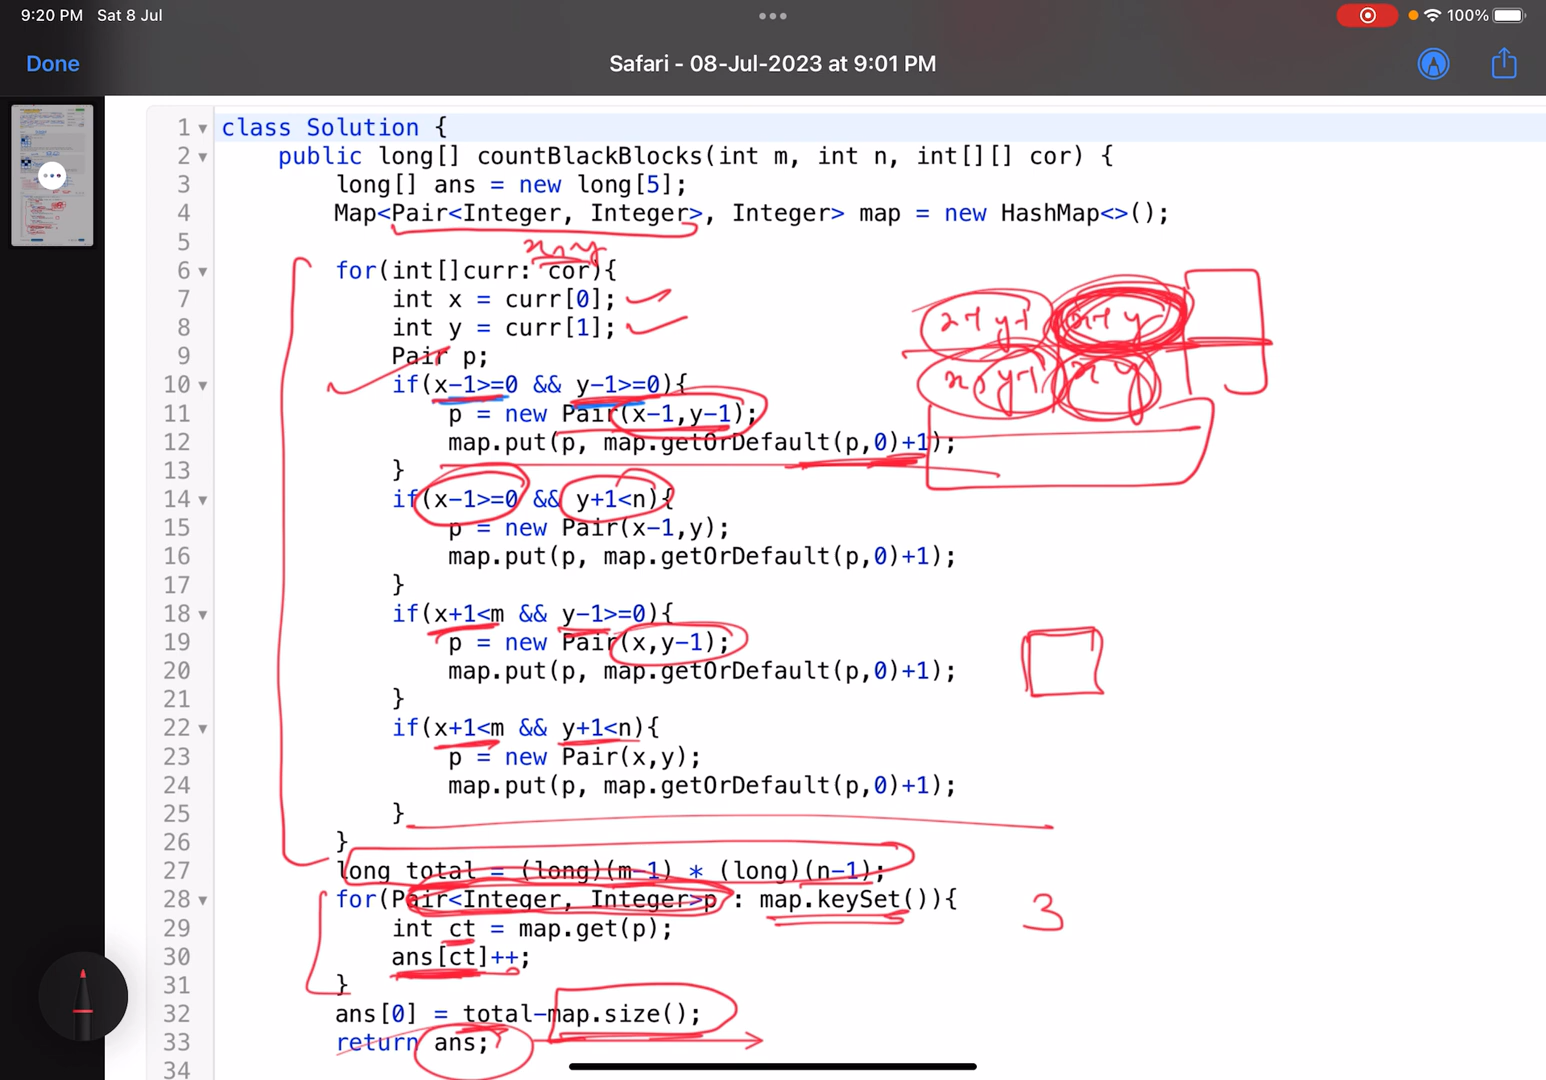 9:20 PM Sat 8 Jul
100%
Done
Safari - 08-Jul-2023 at 9:01 PM
1 class Solution {
2 public long[] countBlackBlocks(int m, int n, int[][] cor) {
3 long[] ans = new long[5];
4 Map<Pair<Integer, Integer>, Integer> map = new HashMap<>();
5
x, y
6 for(int[]curr: cor){
7 int x = curr[0];
8 int y = curr[1];
9 Pair p;
10 if(x-1>=0 && y-1>=0){
11 p = new Pair(x-1,y-1);
12 map.put(p, map.getOrDefault(p,0)+1);
13 }
14 if(x-1>=0 && y+1<n){
15 p = new Pair(x-1,y);
16 map.put(p, map.getOrDefault(p,0)+1);
17 }
18 if(x+1<m && y-1>=0){
19 p = new Pair(x,y-1);
20 map.put(p, map.getOrDefault(p,0)+1);
21 }
22 if(x+1<m && y+1<n){
23 p = new Pair(x,y);
24 map.put(p, map.getOrDefault(p,0)+1);
25 }
26 }
27 long total = (long)(m-1) * (long)(n-1);
28 for(Pair<Integer, Integer>p : map.keySet()){
3
29 int ct = map.get(p);
30 ans[ct]++;
31 }
32 ans[0] = total-map.size();
33 return ans;
34
x-1 y-1
x-1 y
x, y-1
x y